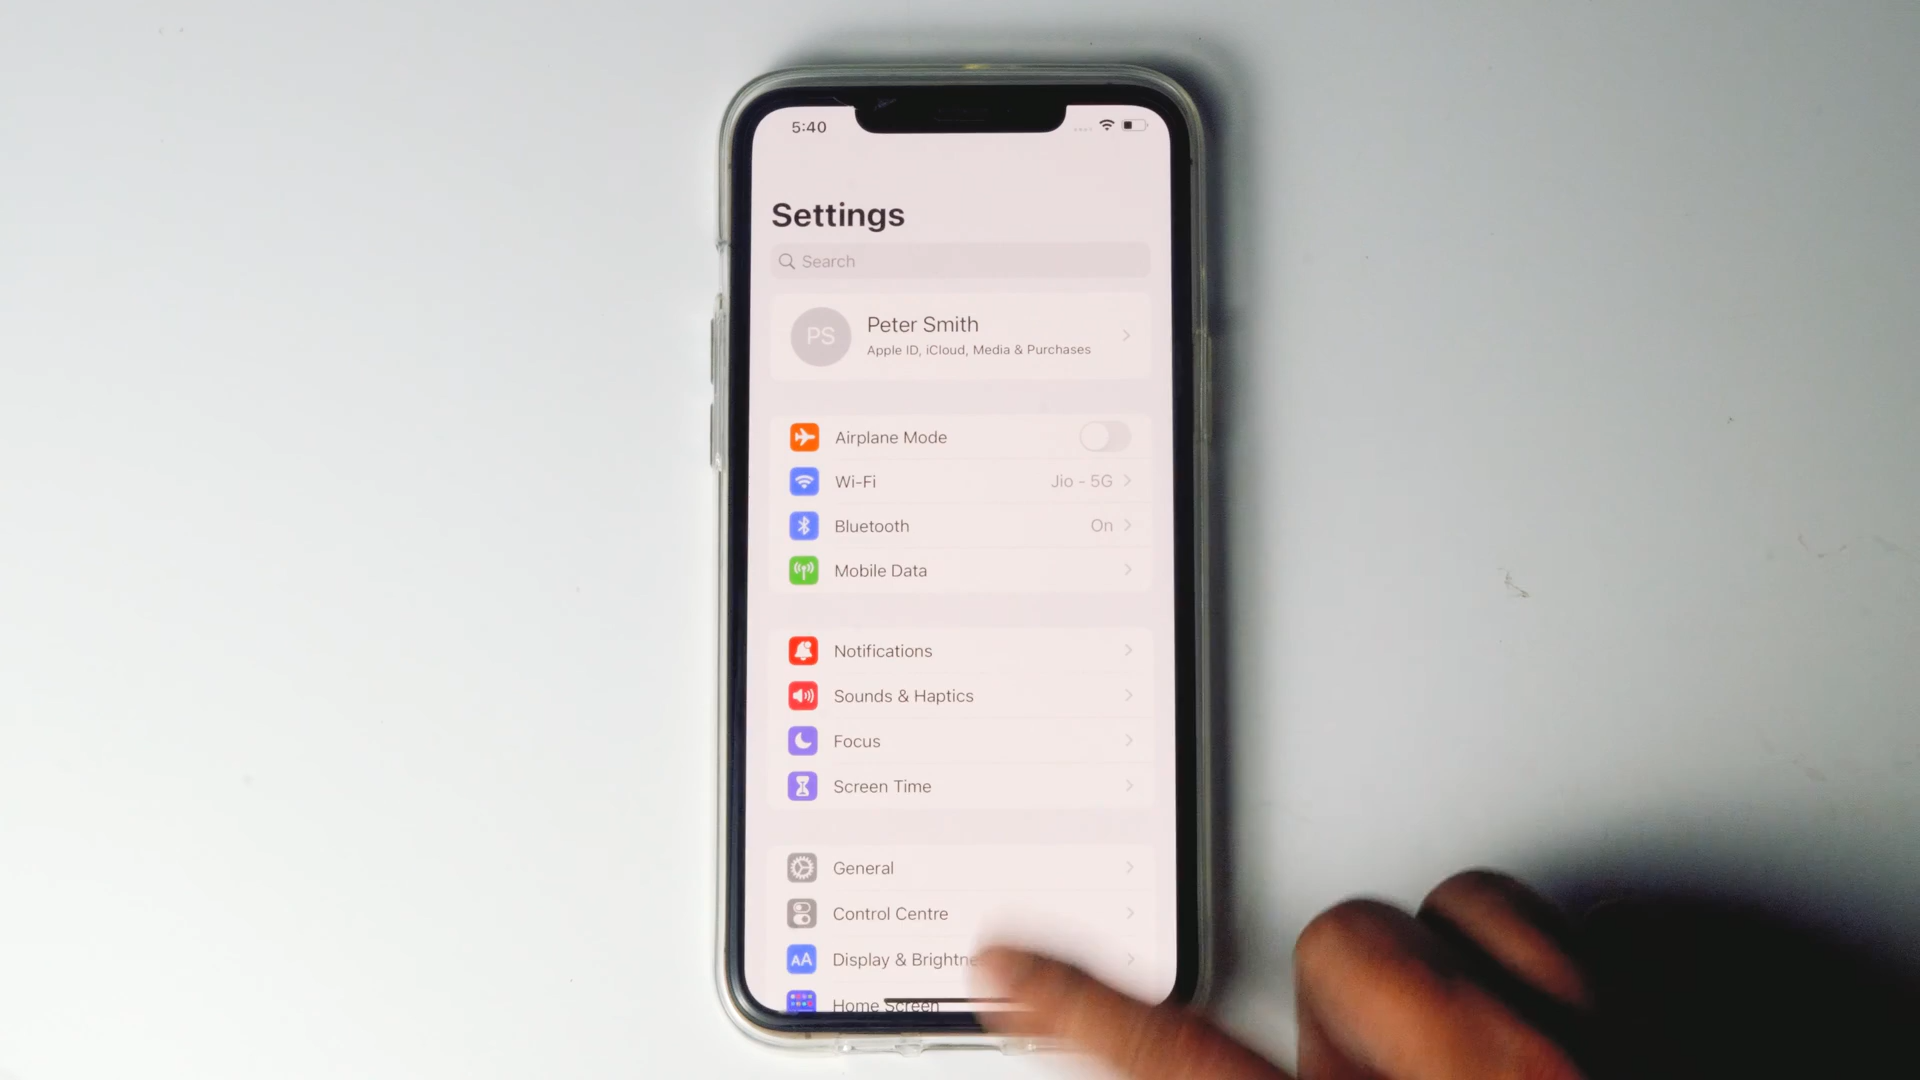 5:40
Settings
Search
PS
Peter Smith
Apple ID, iCloud, Media & Purchases
Airplane Mode
Wi-Fi Jio - 5G
Bluetooth On
Mobile Data
Notifications
Sounds & Haptics
Focus
Screen Time
General
Control Centre
AA Display & Brightne
Home Screen